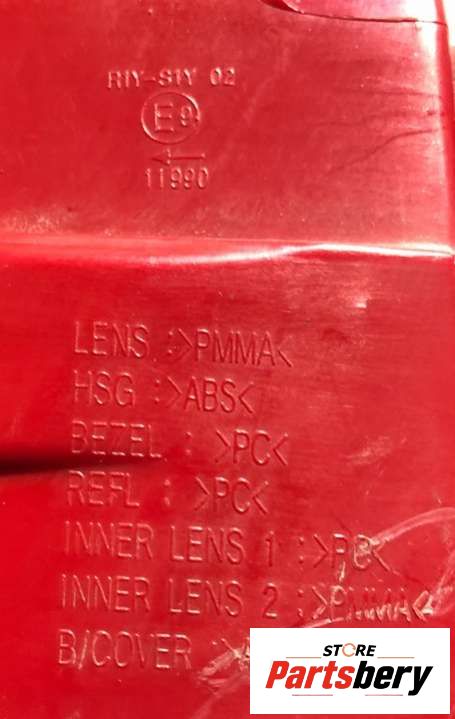 R1Y-S1Y 02
E9
11990
LENS :>PMMA<
HSG :>ABS<
BEZEL : >PC<
REFL : >PC<
INNER LENS 1 :>PC<
INNER LENS 2 :>PMMA<
B/COVER :>A
STORE
Partsbery